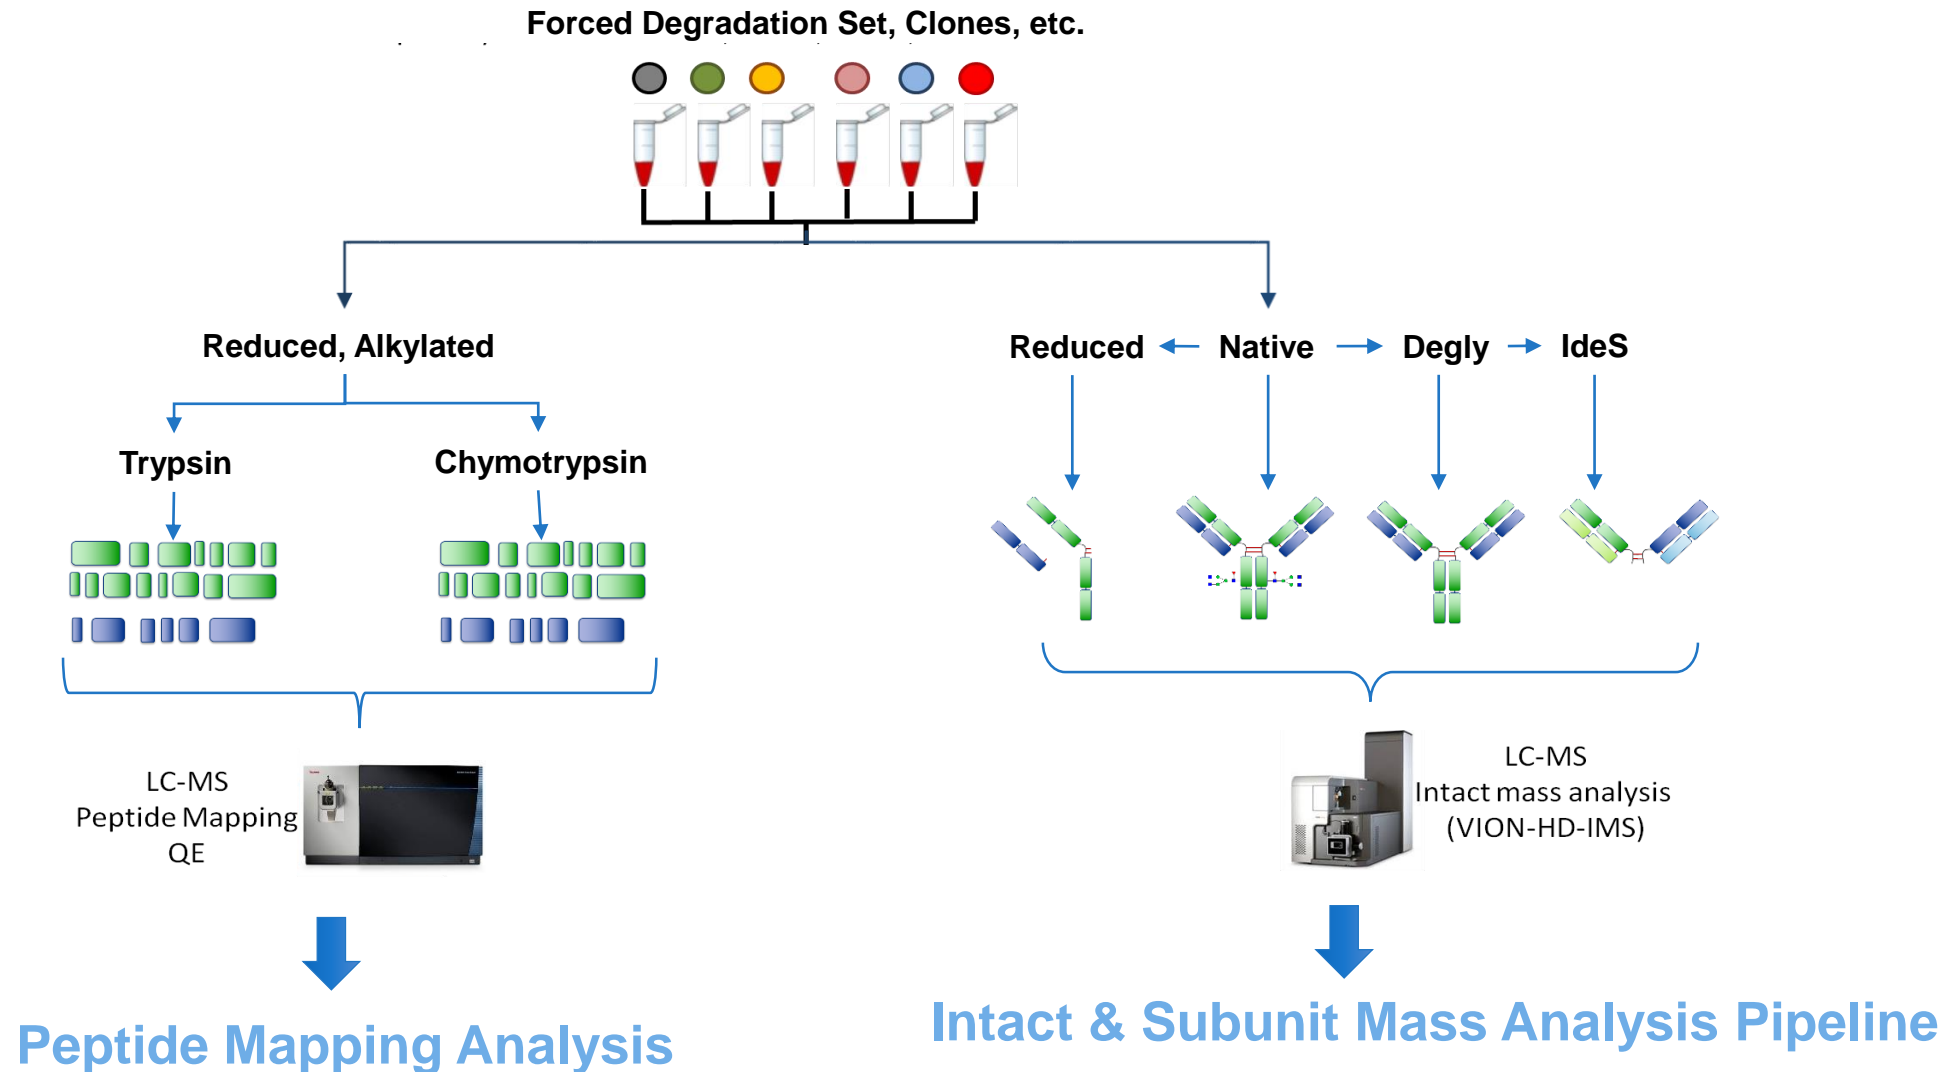 Forced Degradation Set, Clones, etc.
Reduced, Alkylated
Reduced
Native
Degly
IdeS
Trypsin
Chymotrypsin
LC-MS
Peptide Mapping
QE
LC-MS
Intact mass analysis
(VION-HD-IMS)
Peptide Mapping Analysis
Intact & Subunit Mass Analysis Pipeline